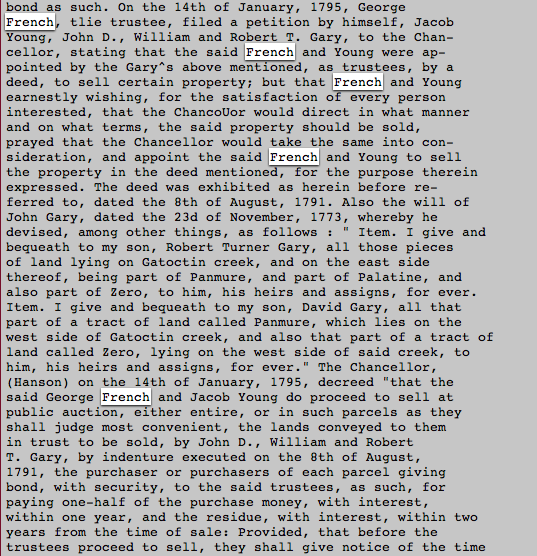 bond as such. On the 14th of January, 1795, George
French, tlie trustee, filed a petition by himself, Jacob
Young, John D., William and Robert T. Gary, to the Chan-
cellor, stating that the said French and Young were ap-
pointed by the Gary^s above mentioned, as trustees, by a
deed, to sell certain property; but that French and Young
earnestly wishing, for the satisfaction of every person
interested, that the ChancoUor would direct in what manner
and on what terms, the said property should be sold,
prayed that the Chancellor would take the same into con-
sideration, and appoint the said French and Young to sell
the property in the deed mentioned, for the purpose therein
expressed. The deed was exhibited as herein before re-
ferred to, dated the 8th of August, 1791. Also the will of
John Gary, dated the 23d of November, 1773, whereby he
devised, among other things, as follows : " Item. I give and
bequeath to my son, Robert Turner Gary, all those pieces
of land lying on Gatoctin creek, and on the east side
thereof, being part of Panmure, and part of Palatine, and
also part of Zero, to him, his heirs and assigns, for ever.
Item. I give and bequeath to my son, David Gary, all that
part of a tract of land called Panmure, which lies on the
west side of Gatoctin creek, and also that part of a tract of
land called Zero, lying on the west side of said creek, to
him, his heirs and assigns, for ever." The Chancellor,
(Hanson) on the 14th of January, 1795, decreed "that the
said George French and Jacob Young do proceed to sell at
public auction, either entire, or in such parcels as they
shall judge most convenient, the lands conveyed to them
in trust to be sold, by John D., William and Robert
T. Gary, by indenture executed on the 8th of August,
1791, the purchaser or purchasers of each parcel giving
bond, with security, to the said trustees, as such, for
paying one-half of the purchase money, with interest,
within one year, and the residue, with interest, within two
years from the time of sale: Provided, that before the
trustees proceed to sell, they shall give notice of the time